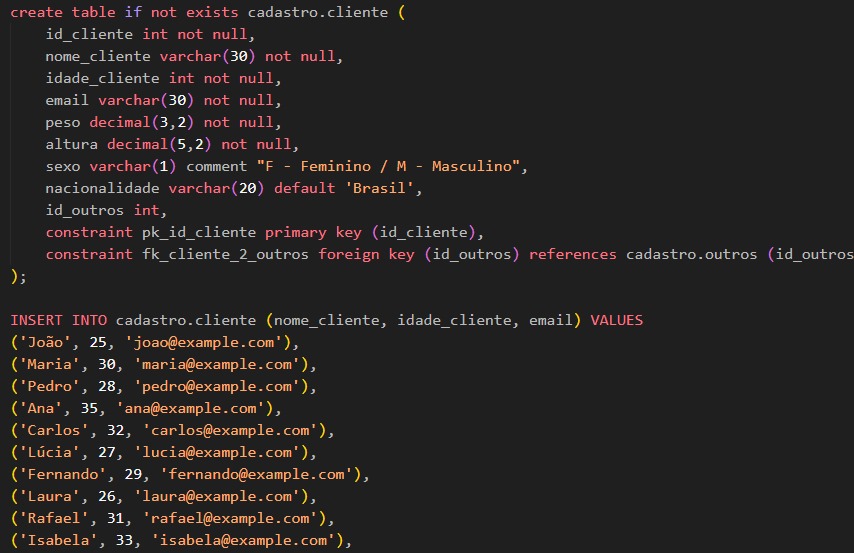 create table if not exists cadastro.cliente (
    id_cliente int not null,
    nome_cliente varchar(30) not null,
    idade_cliente int not null,
    email varchar(30) not null,
    peso decimal(3,2) not null,
    altura decimal(5,2) not null,
    sexo varchar(1) comment "F - Feminino / M - Masculino",
    nacionalidade varchar(20) default 'Brasil',
    id_outros int,
    constraint pk_id_cliente primary key (id_cliente),
    constraint fk_cliente_2_outros foreign key (id_outros) references cadastro.outros (id_outros
);
INSERT INTO cadastro.cliente (nome_cliente, idade_cliente, email) VALUES
('João', 25, 'joao@example.com'),
('Maria', 30, 'maria@example.com'),
('Pedro', 28, 'pedro@example.com'),
('Ana', 35, 'ana@example.com'),
('Carlos', 32, 'carlos@example.com'),
('Lúcia', 27, 'lucia@example.com'),
('Fernando', 29, 'fernando@example.com'),
('Laura', 26, 'laura@example.com'),
('Rafael', 31, 'rafael@example.com'),
('Isabela', 33, 'isabela@example.com'),